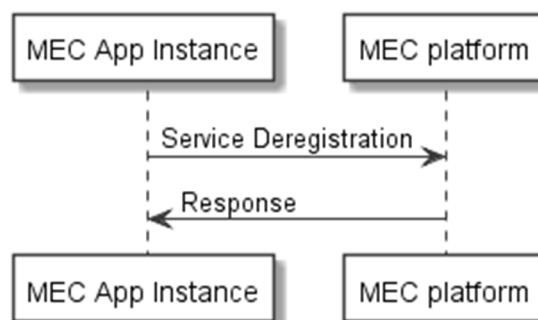 MEC App Instance
MEC platform
Service Deregistration
Response
MEC App Instance
MEC platform